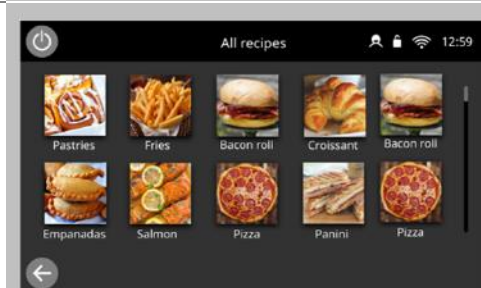 All recipes 12:59
Pastries Fries Bacon roll Croissant Bacon roll
Empanadas Salmon Pizza Panini Pizza